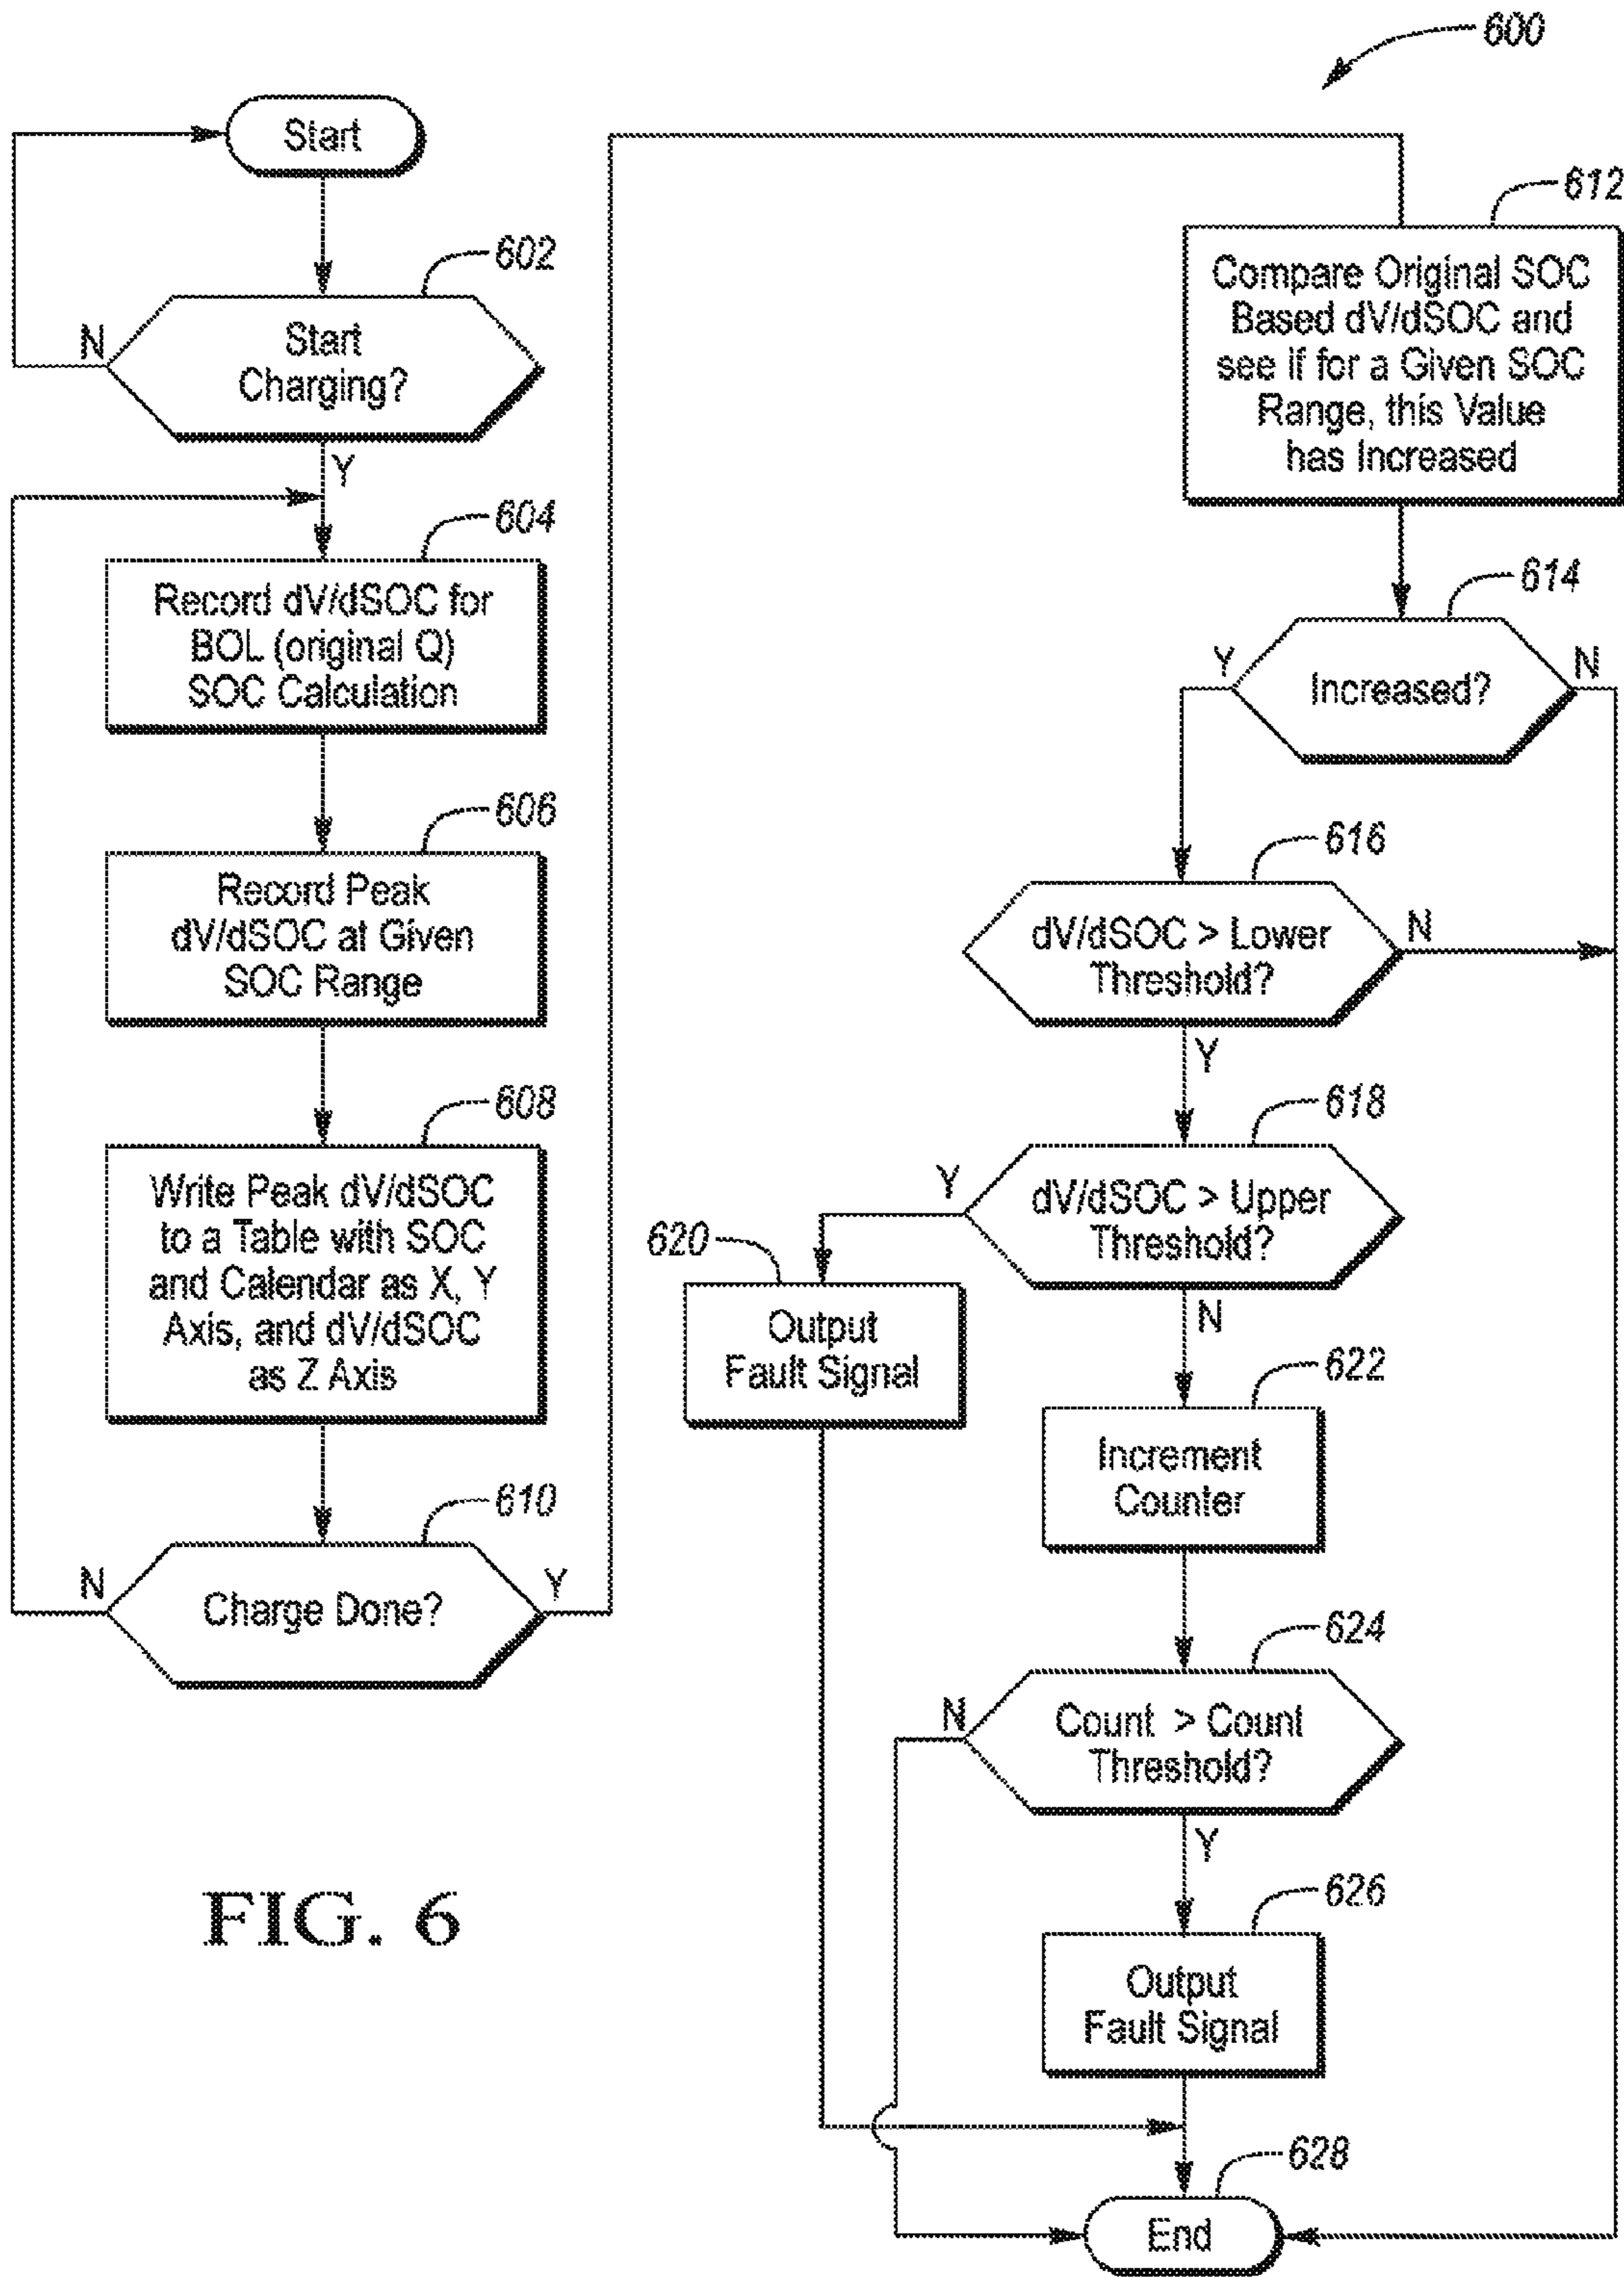 600
Start
602
Start
Charging?
N
Y
604
Record dV/dSOC for
BOL (original Q)
SOC Calculation
606
Record Peak
dV/dSOC at Given
SOC Range
608
Write Peak dV/dSOC
to a Table with SOC
and Calendar as X, Y
Axis, and dV/dSOC
as Z Axis
610
Charge Done?
N
Y
612
Compare Original SOC
Based dV/dSOC and
see if for a Given SOC
Range, this Value
has Increased
614
Increased?
Y
N
616
dV/dSOC > Lower
Threshold?
N
Y
618
dV/dSOC > Upper
Threshold?
Y
N
620
Output
Fault Signal
622
Increment
Counter
624
Count > Count
Threshold?
N
Y
626
Output
Fault Signal
628
End
FIG. 6